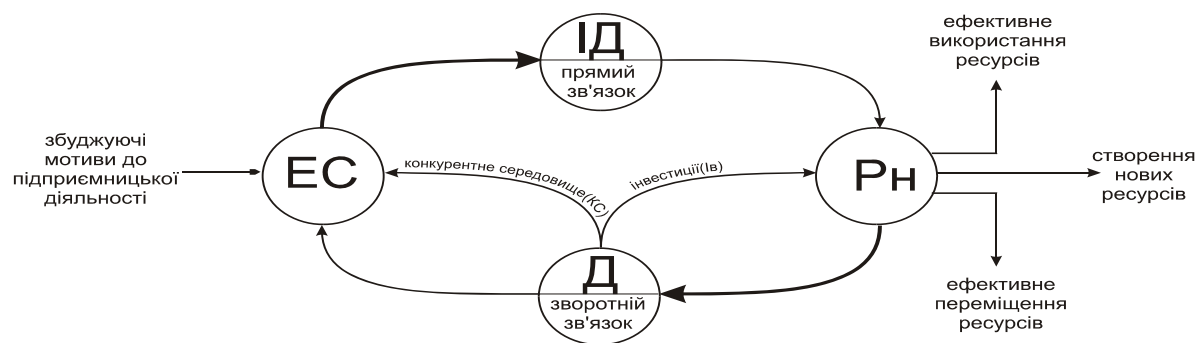 ІД
прямий
зв'язок
ефективне
використання
ресурсів
збуджуючі
мотиви до
підприємницької
діяльності
ЕС
конкурентне середовище(КС)
інвестиції(Ів)
Рн
створення
нових
ресурсів
Д
зворотній
зв'язок
ефективне
переміщення
ресурсів